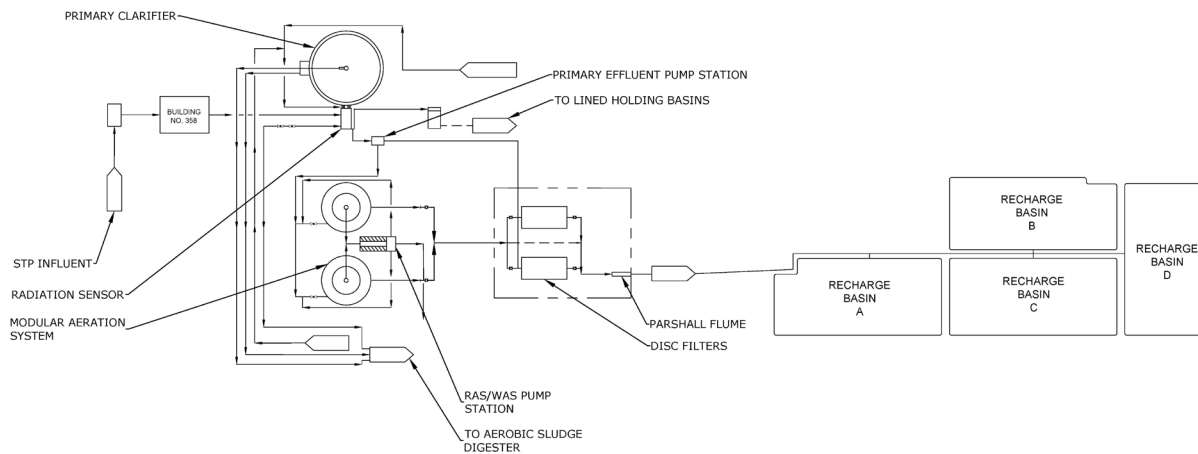 PRIMARY CLARIFIER
PRIMARY EFFLUENT PUMP STATION
TO LINED HOLDING BASINS
BUILDING
NO. 358
STP INFLUENT
RADIATION SENSOR
MODULAR AERATION
SYSTEM
RECHARGE
BASIN
B
RECHARGE
BASIN
D
RECHARGE
BASIN
A
RECHARGE
BASIN
C
PARSHALL FLUME
DISC FILTERS
RAS/WAS PUMP
STATION
TO AEROBIC SLUDGE
DIGESTER